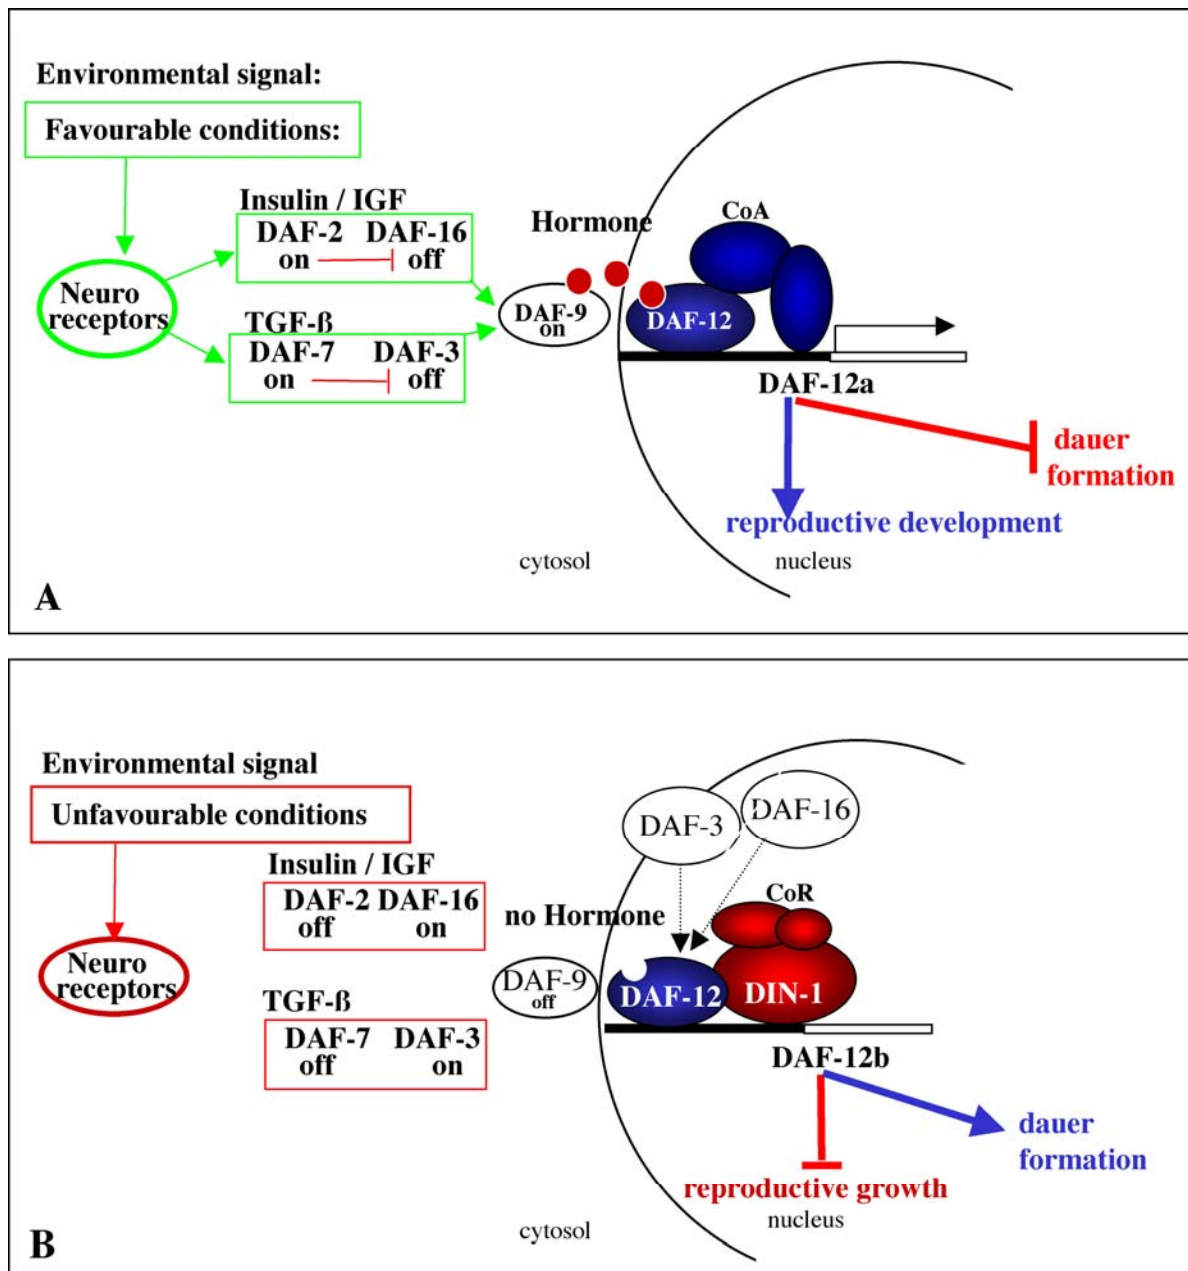 Environmental signal:
Favourable conditions:
Insulin / IGF
DAF-2 DAF-16
on off
Neuro
receptors
TGF-ß
DAF-7 DAF-3
on off
Hormone
DAF-9
on
CoA
DAF-12
DAF-12a
dauer
formation
reproductive development
cytosol nucleus
A
Environmental signal
Unfavourable conditions
Insulin / IGF
DAF-2 DAF-16
off on
Neuro
receptors
TGF-ß
DAF-7 DAF-3
off on
DAF-3 DAF-16
no Hormone
CoR
DAF-9
off
DAF-12 DIN-1
DAF-12b
dauer
formation
reproductive growth
cytosol nucleus
B